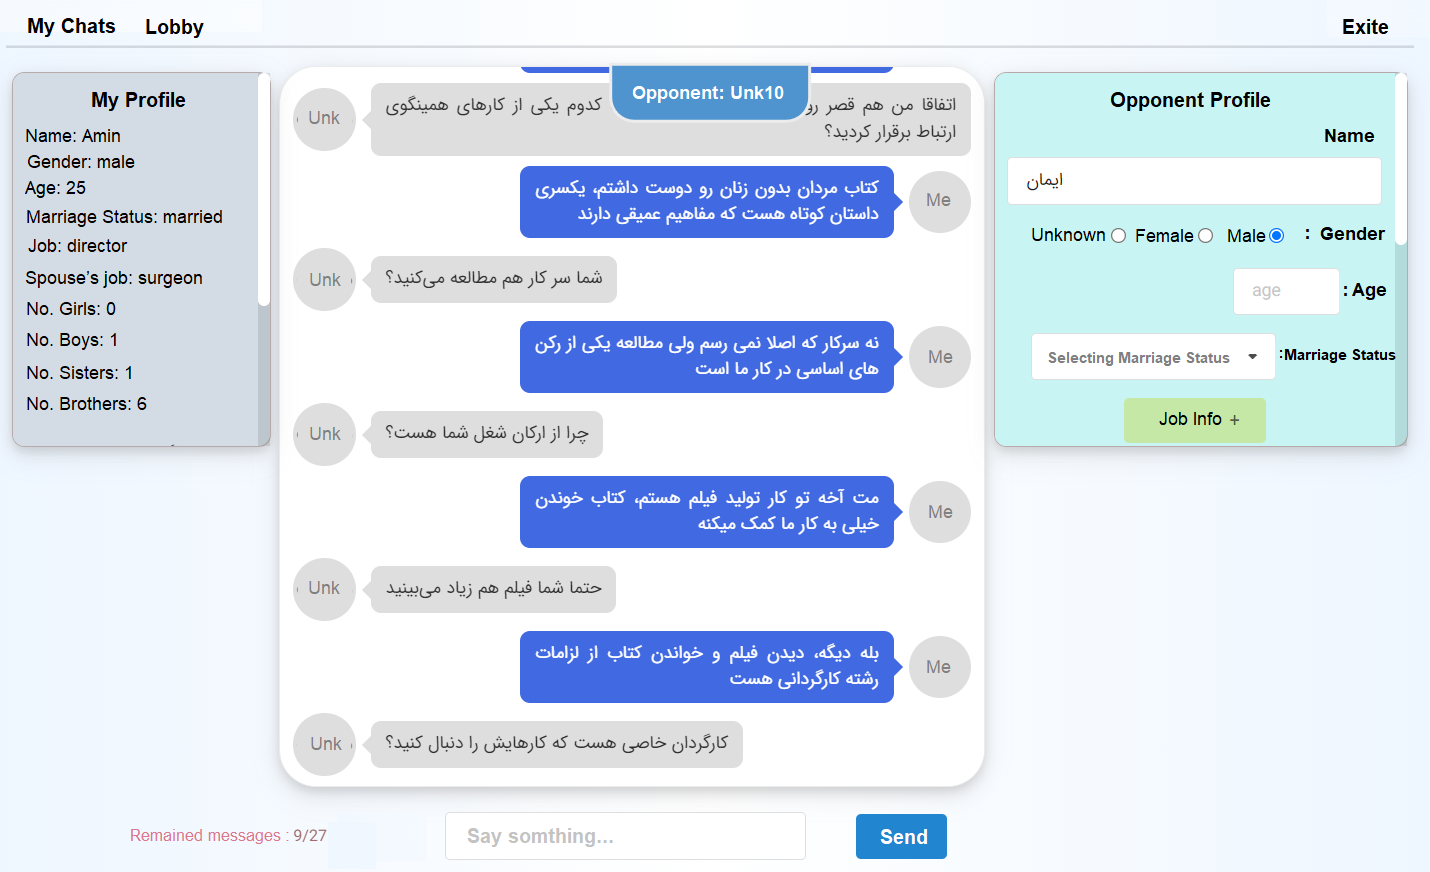 My Chats
Lobby
Exite
My Profile
Name: Amin
Gender: male
Age: 25
Marriage Status: married
Job: director
Spouse's job: surgeon
No. Girls: 0
No. Boys: 1
No. Sisters: 1
No. Brothers: 6
Opponent: Unk10
Unk
اتفاقا من هم قصر رو کدوم یکی از کارهای همینگوی
ارتباط برقرار کردید؟
Me
کتاب مردان بدون زنان رو دوست داشتم، یکسری
داستان کوتاه هست که مفاهیم عمیقی دارند
Unk
شما سر کار هم مطالعه می‌کنید؟
Me
نه سرکار که اصلا نمی رسم ولی مطالعه یکی از رکن
های اساسی در کار ما است
Unk
چرا از ارکان شغل شما هست؟
Me
مت آخه تو کار تولید فیلم هستم، کتاب خوندن
خیلی به کار ما کمک میکنه
Unk
حتما شما فیلم هم زیاد می‌بینید
Me
بله دیگه، دیدن فیلم و خواندن کتاب از لزامات
رشته کارگردانی هست
Unk
کارگردان خاصی هست که کارهایش را دنبال کنید؟
Remained messages : 9/27
Say somthing...
Send
Opponent Profile
Name
ایمان
Unknown Female Male : Gender
age : Age
Selecting Marriage Status :Marriage Status
Job Info +